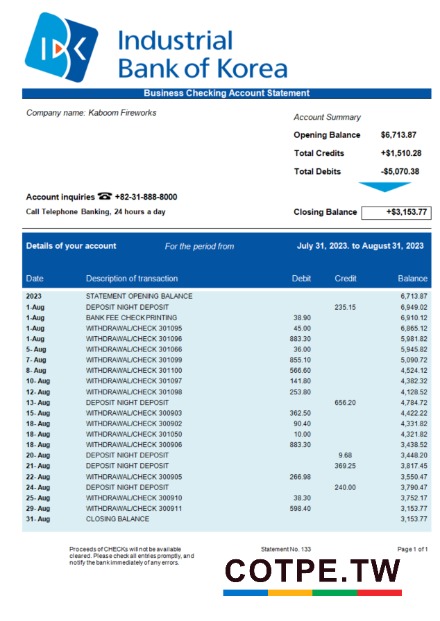 IBK
Industrial
Bank of Korea
Business Checking Account Statement
Company name: Kaboom Fireworks
Account Summary
Opening Balance $6,713.87
Total Credits +$1,510.28
Total Debits -$5,070.38
Account inquiries ☎ +82-31-888-8000
Call Telephone Banking, 24 hours a day
Closing Balance +$3,153.77
Details of your account For the period from July 31, 2023. to August 31, 2023
Date Description of transaction Debit Credit Balance
2023 STATEMENT OPENING BALANCE 6,713.87
1-Aug DEPOSIT NIGHT DEPOSIT 235.15 6,949.02
1-Aug BANK FEE CHECKPRINTING 38.90 6,910.12
1-Aug WITHDRAWAL/CHECK 301095 45.00 6,865.12
1-Aug WITHDRAWAL/CHECK 301096 883.30 5,981.82
5-Aug WITHDRAWAL/CHECK 301066 36.00 5,945.82
7-Aug WITHDRAWAL/CHECK 301099 855.10 5,090.72
8-Aug WITHDRAWAL/CHECK 301100 566.60 4,524.12
10-Aug WITHDRAWAL/CHECK 301097 141.80 4,382.32
12-Aug WITHDRAWAL/CHECK 301098 253.80 4,128.52
13-Aug DEPOSIT NIGHT DEPOSIT 656.20 4,784.72
15-Aug WITHDRAWAL/CHECK 300903 362.50 4,422.22
18-Aug WITHDRAWAL/CHECK 300902 90.40 4,331.82
18-Aug WITHDRAWAL/CHECK 301050 10.00 4,321.82
18-Aug WITHDRAWAL/CHECK 300906 883.30 3,438.52
20-Aug DEPOSIT NIGHT DEPOSIT 9.68 3,448.20
21-Aug DEPOSIT NIGHT DEPOSIT 369.25 3,817.45
22-Aug WITHDRAWAL/CHECK 300905 266.98 3,550.47
24-Aug DEPOSIT NIGHT DEPOSIT 240.00 3,790.47
25-Aug WITHDRAWAL/CHECK 300910 38.30 3,752.17
29-Aug WITHDRAWAL/CHECK 300911 598.40 3,153.77
31-Aug CLOSING BALANCE 3,153.77
Proceeds of CHECKs will not be available
cleared. Please check all entries promptly, and
notify the bank immediately of any errors.
Statement No. 133
Page 1 of 1
COTPE.TW